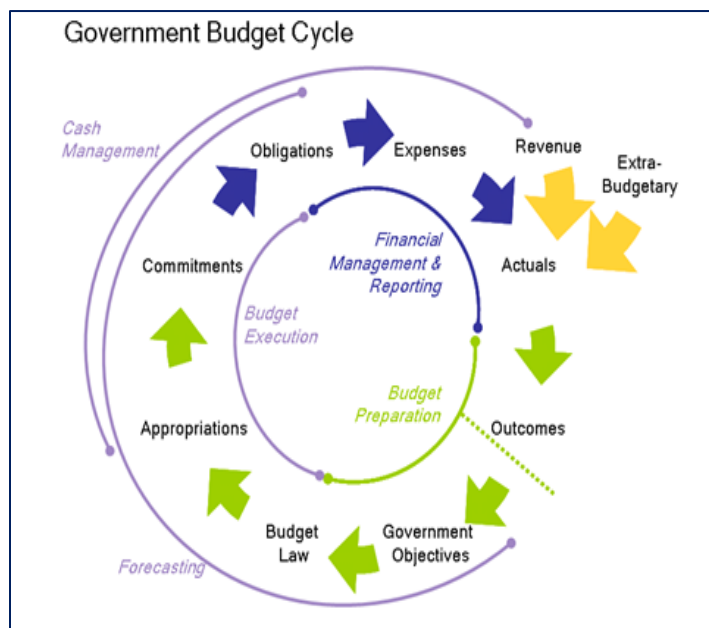 Government Budget Cycle
Cash
Management
Obligations
Expenses
Revenue
Extra-
Budgetary
Financial
Management &
Reporting
Actuals
Commitments
Budget
Execution
Budget
Preparation
Appropriations
Outcomes
Budget
Law
Government
Objectives
Forecasting